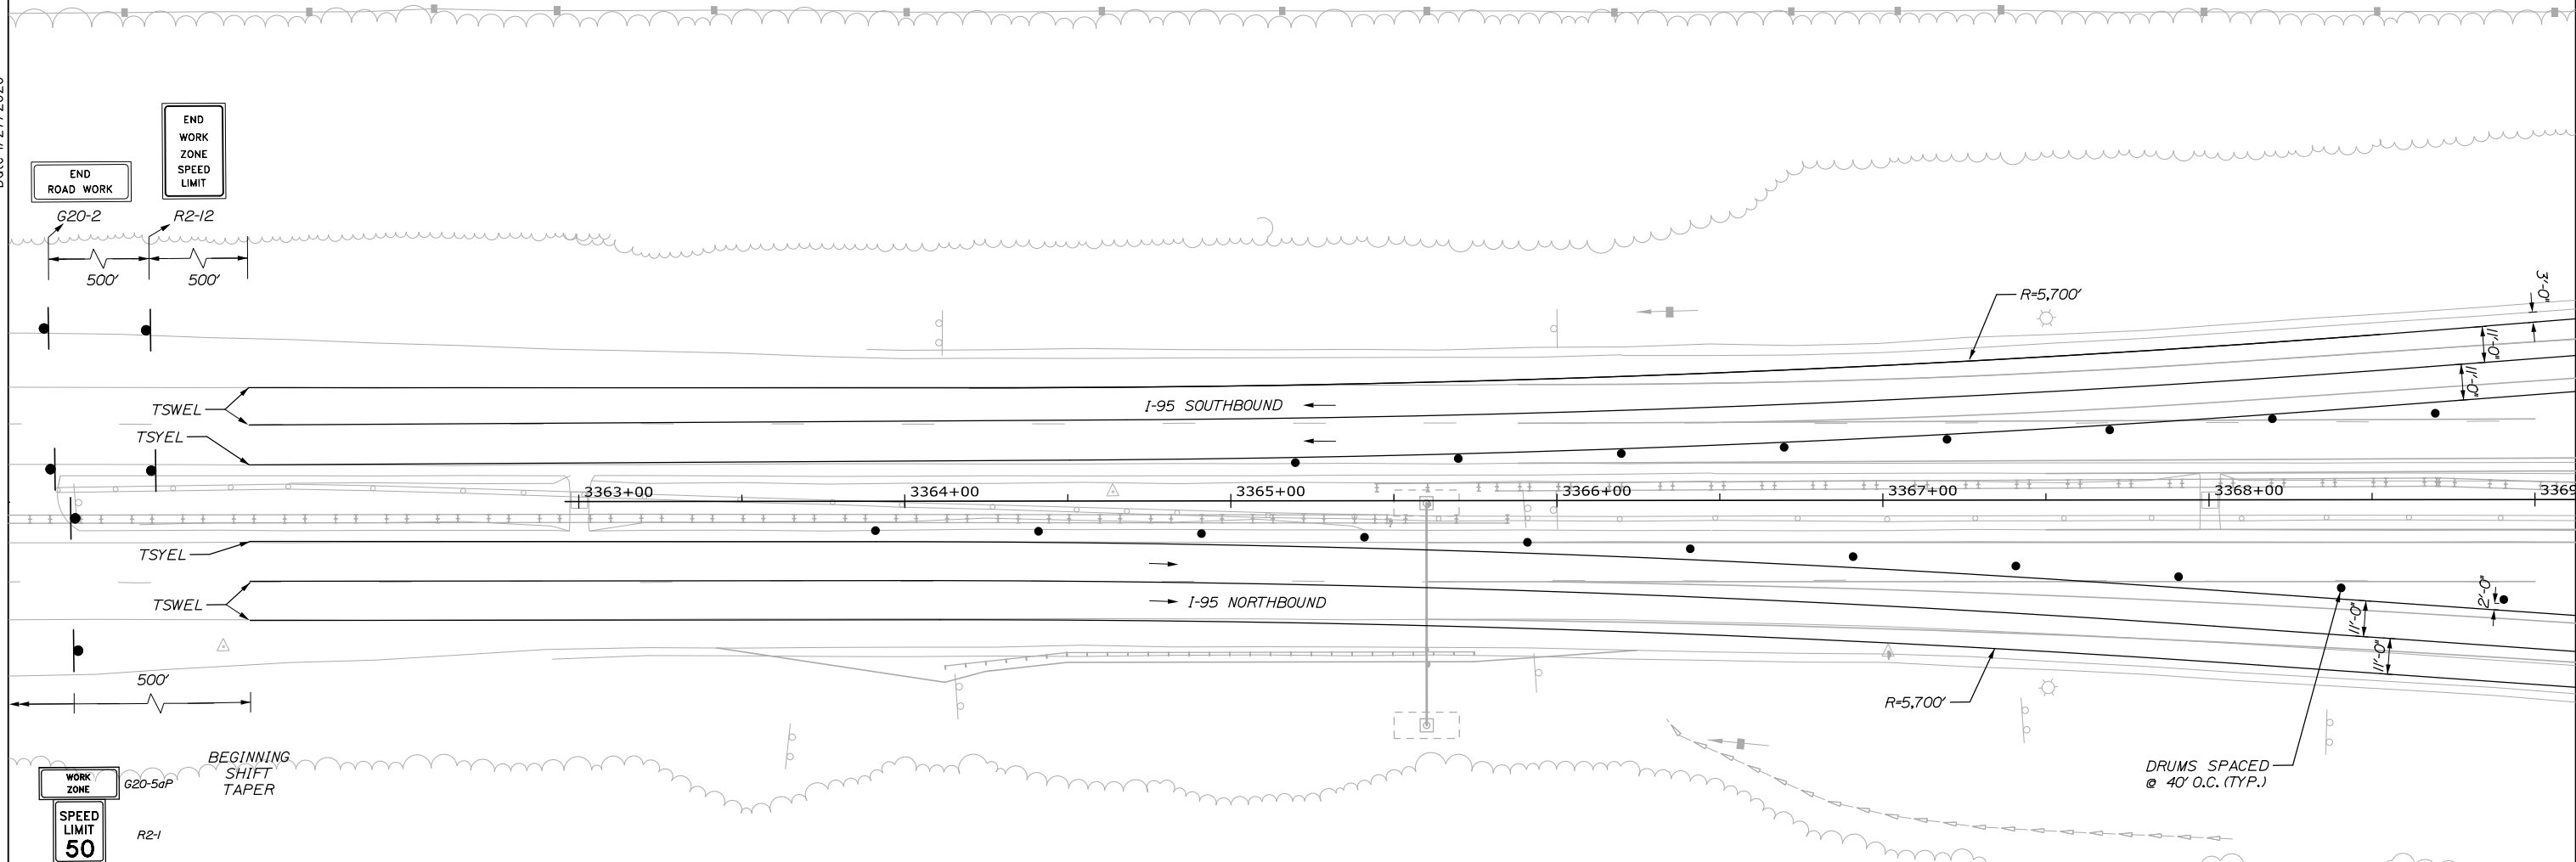 END
WORK
ZONE
SPEED
LIMIT
END
ROAD WORK
G20-2
R2-12
500'
500'
R=5,700'
3'-0"
11'-0"
11'-0"
TSWEL
I-95 SOUTHBOUND
TSYEL
3363+00
3364+00
3365+00
3366+00
3367+00
3368+00
3369
TSYEL
TSWEL
I-95 NORTHBOUND
2'-0"
11'-0"
11'-0"
500'
R=5,700'
BEGINNING
SHIFT
TAPER
DRUMS SPACED
@ 40' O.C. (TYP.)
WORK
ZONE
G20-5aP
SPEED
LIMIT
50
R2-1